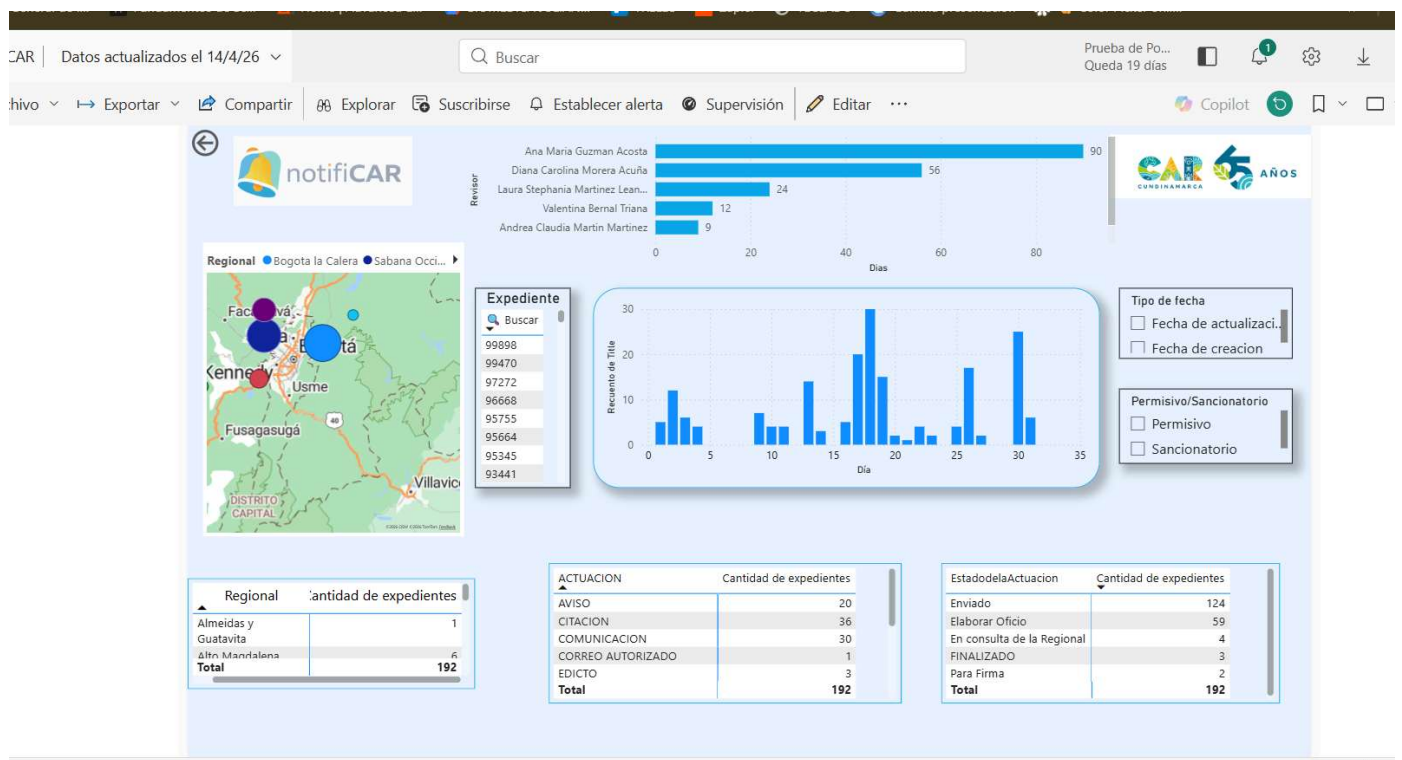 CAR
Datos actualizados el 14/4/26
Buscar
Prueba de Po...
Queda 19 días
1
Exportar
Compartir
Explorar
Suscribirse
Establecer alerta
Supervisión
Editar
...
Copilot
notifiCAR
Revisor
Ana Maria Guzman Acosta
90
Diana Carolina Morera Acuña
56
Laura Stephania Martinez Lean...
24
Valentina Bernal Triana
12
Andrea Claudia Martin Martinez
9
0 20 40 60 80
Dias
CAR
CUNDINAMARCA
65 AÑOS
Regional Bogota la Calera Sabana Occi...
Usme
40
Fusagasugá
Villavic
DISTRITO
CAPITAL
Expediente
Buscar
99898
99470
97272
96668
95755
95664
95345
93441
Recuento de Title
30
20
10
0
0 5 10 15 20 25 30 35
Día
Tipo de fecha
Fecha de actualizaci...
Fecha de creacion
Permisivo/Sancionatorio
Permisivo
Sancionatorio
Regional Cantidad de expedientes
Almeidas y Guatavita 1
Alto Magdalena 6
Total 192
ACTUACION Cantidad de expedientes
AVISO 20
CITACION 36
COMUNICACION 30
CORREO AUTORIZADO 1
EDICTO 3
Total 192
EstadodelaActuacion Cantidad de expedientes
Enviado 124
Elaborar Oficio 59
En consulta de la Regional 4
FINALIZADO 3
Para Firma 2
Total 192